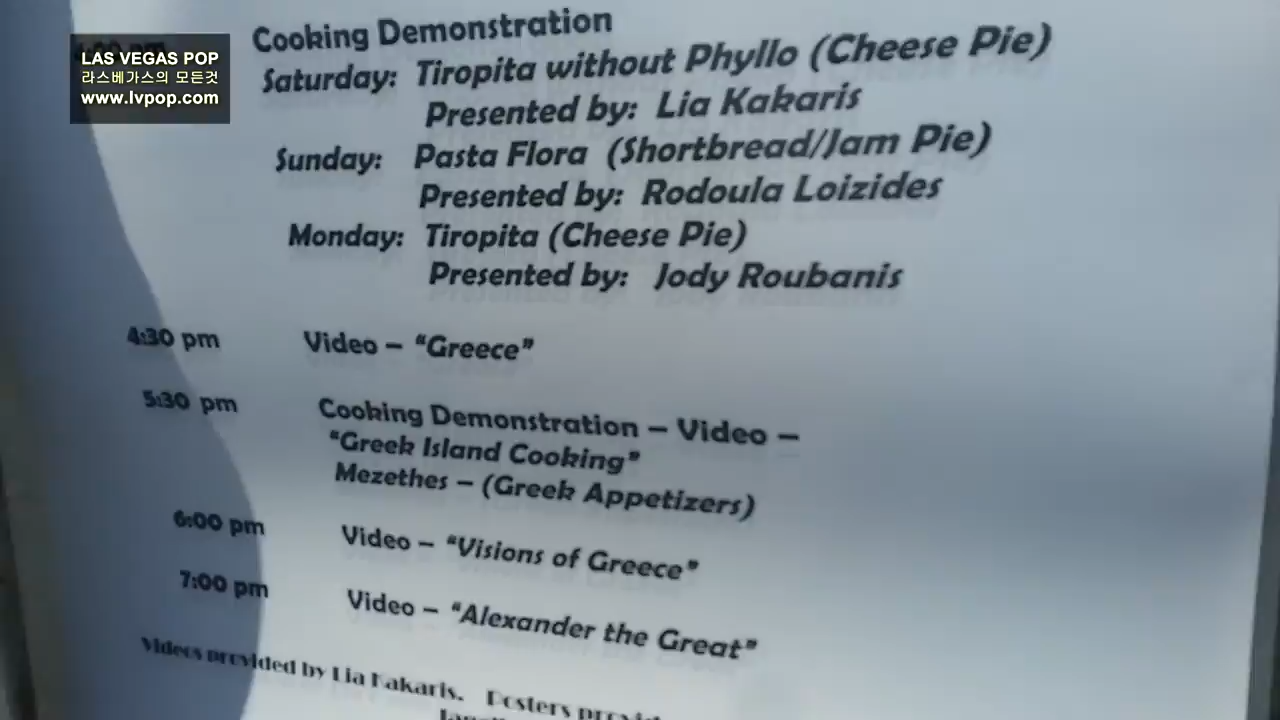 LAS VEGAS POP
라스베가스의 모든것
www.lvpop.com
Cooking Demonstration
Saturday: Tiropita without Phyllo (Cheese Pie)
Presented by: Lia Kakaris
Sunday: Pasta Flora (Shortbread/Jam Pie)
Presented by: Rodoula Loizides
Monday: Tiropita (Cheese Pie)
Presented by: Jody Roubanis
4:30 pm Video – "Greece"
5:30 pm Cooking Demonstration – Video –
"Greek Island Cooking"
Mezethes – (Greek Appetizers)
6:00 pm Video – "Visions of Greece"
7:00 pm Video – "Alexander the Great"
Videos provided by Lia Kakaris. Posters